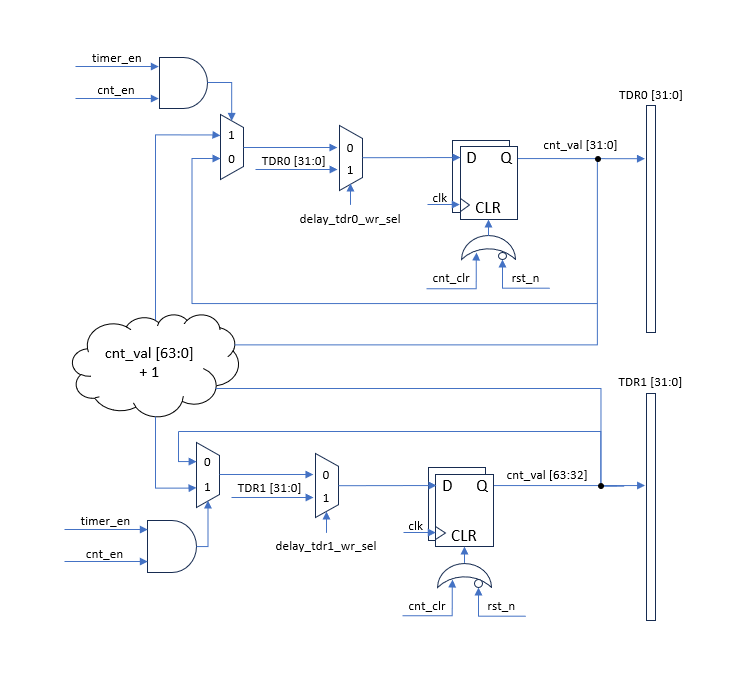 timer_en
cnt_en
TDR0 [31:0]
1
0
TDR0 [31:0]
0
1
delay_tdr0_wr_sel
D Q
clk
CLR
cnt_val [31:0]
cnt_clr
rst_n
cnt_val [63:0]
+ 1
TDR1 [31:0]
0
1
TDR1 [31:0]
0
1
delay_tdr1_wr_sel
D Q
clk
CLR
cnt_val [63:32]
timer_en
cnt_en
cnt_clr
rst_n